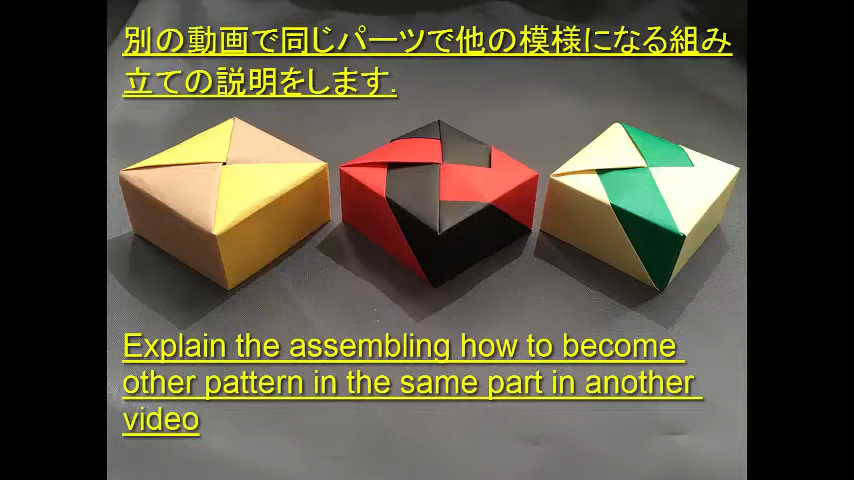 別の動画で同じパーツで他の模様になる組み
立ての説明をします.
Explain the assembling how to become
other pattern in the same part in another
video